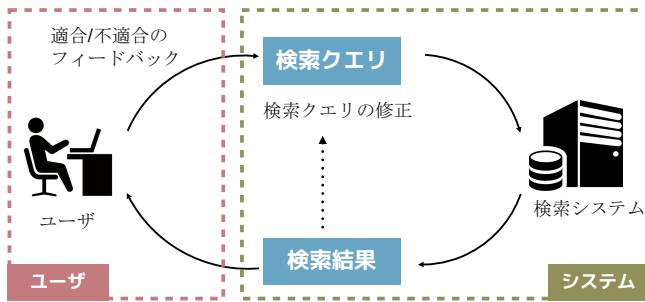 適合/不適合の
フィードバック
検索クエリ
検索クエリの修正
ユーザ
検索システム
検索結果
ユーザ
システム